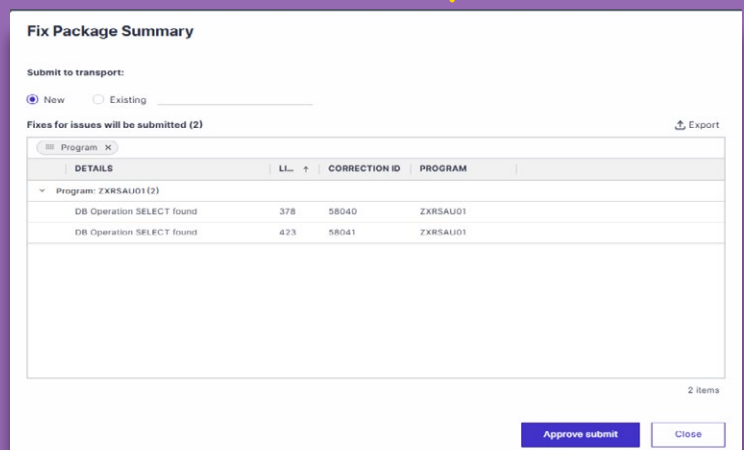 Fix Package Summary
Submit to transport:
New Existing
Fixes for issues will be submitted (2) Export
Program ×
DETAILS LI... ↑ CORRECTION ID PROGRAM
Program: ZXRSAU01(2)
DB Operation SELECT found 378 58040 ZXRSAU01
DB Operation SELECT found 423 58041 ZXRSAU01
2 items
Approve submit Close